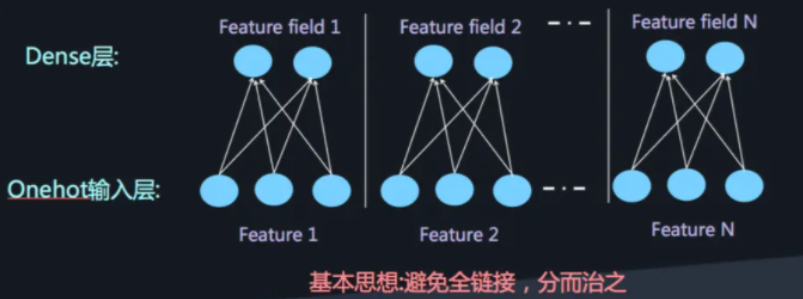 Feature field 1
Feature field 2
Feature field N
Dense层:
Onehot输入层:
Feature 1
Feature 2
Feature N
基本思想:避免全链接，分而治之